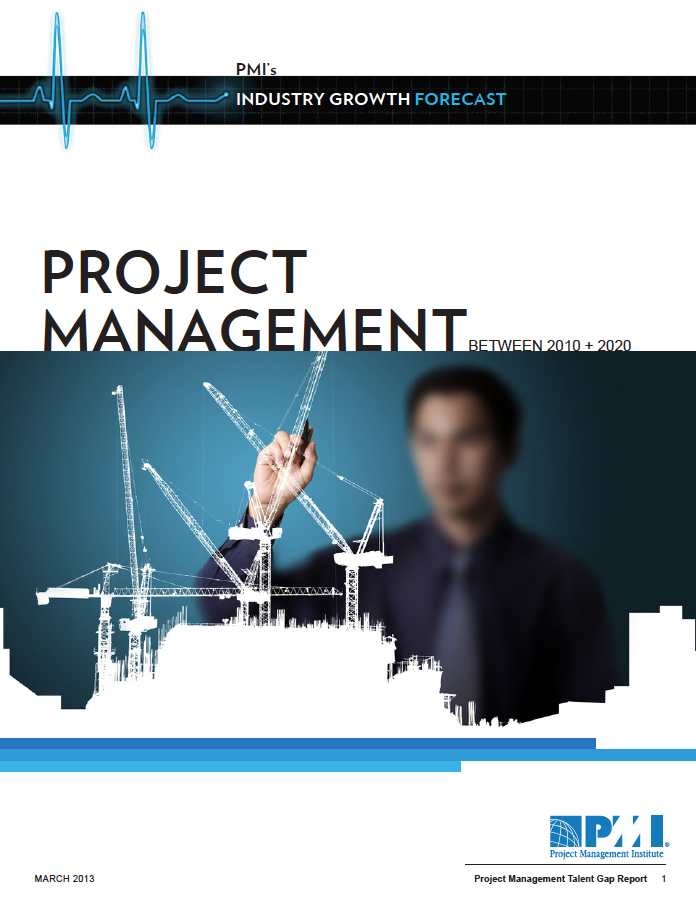 PMI's
INDUSTRY GROWTH FORECAST
PROJECT
MANAGEMENT BETWEEN 2010 + 2020
PMI®
Project Management Institute
MARCH 2013
Project Management Talent Gap Report 1